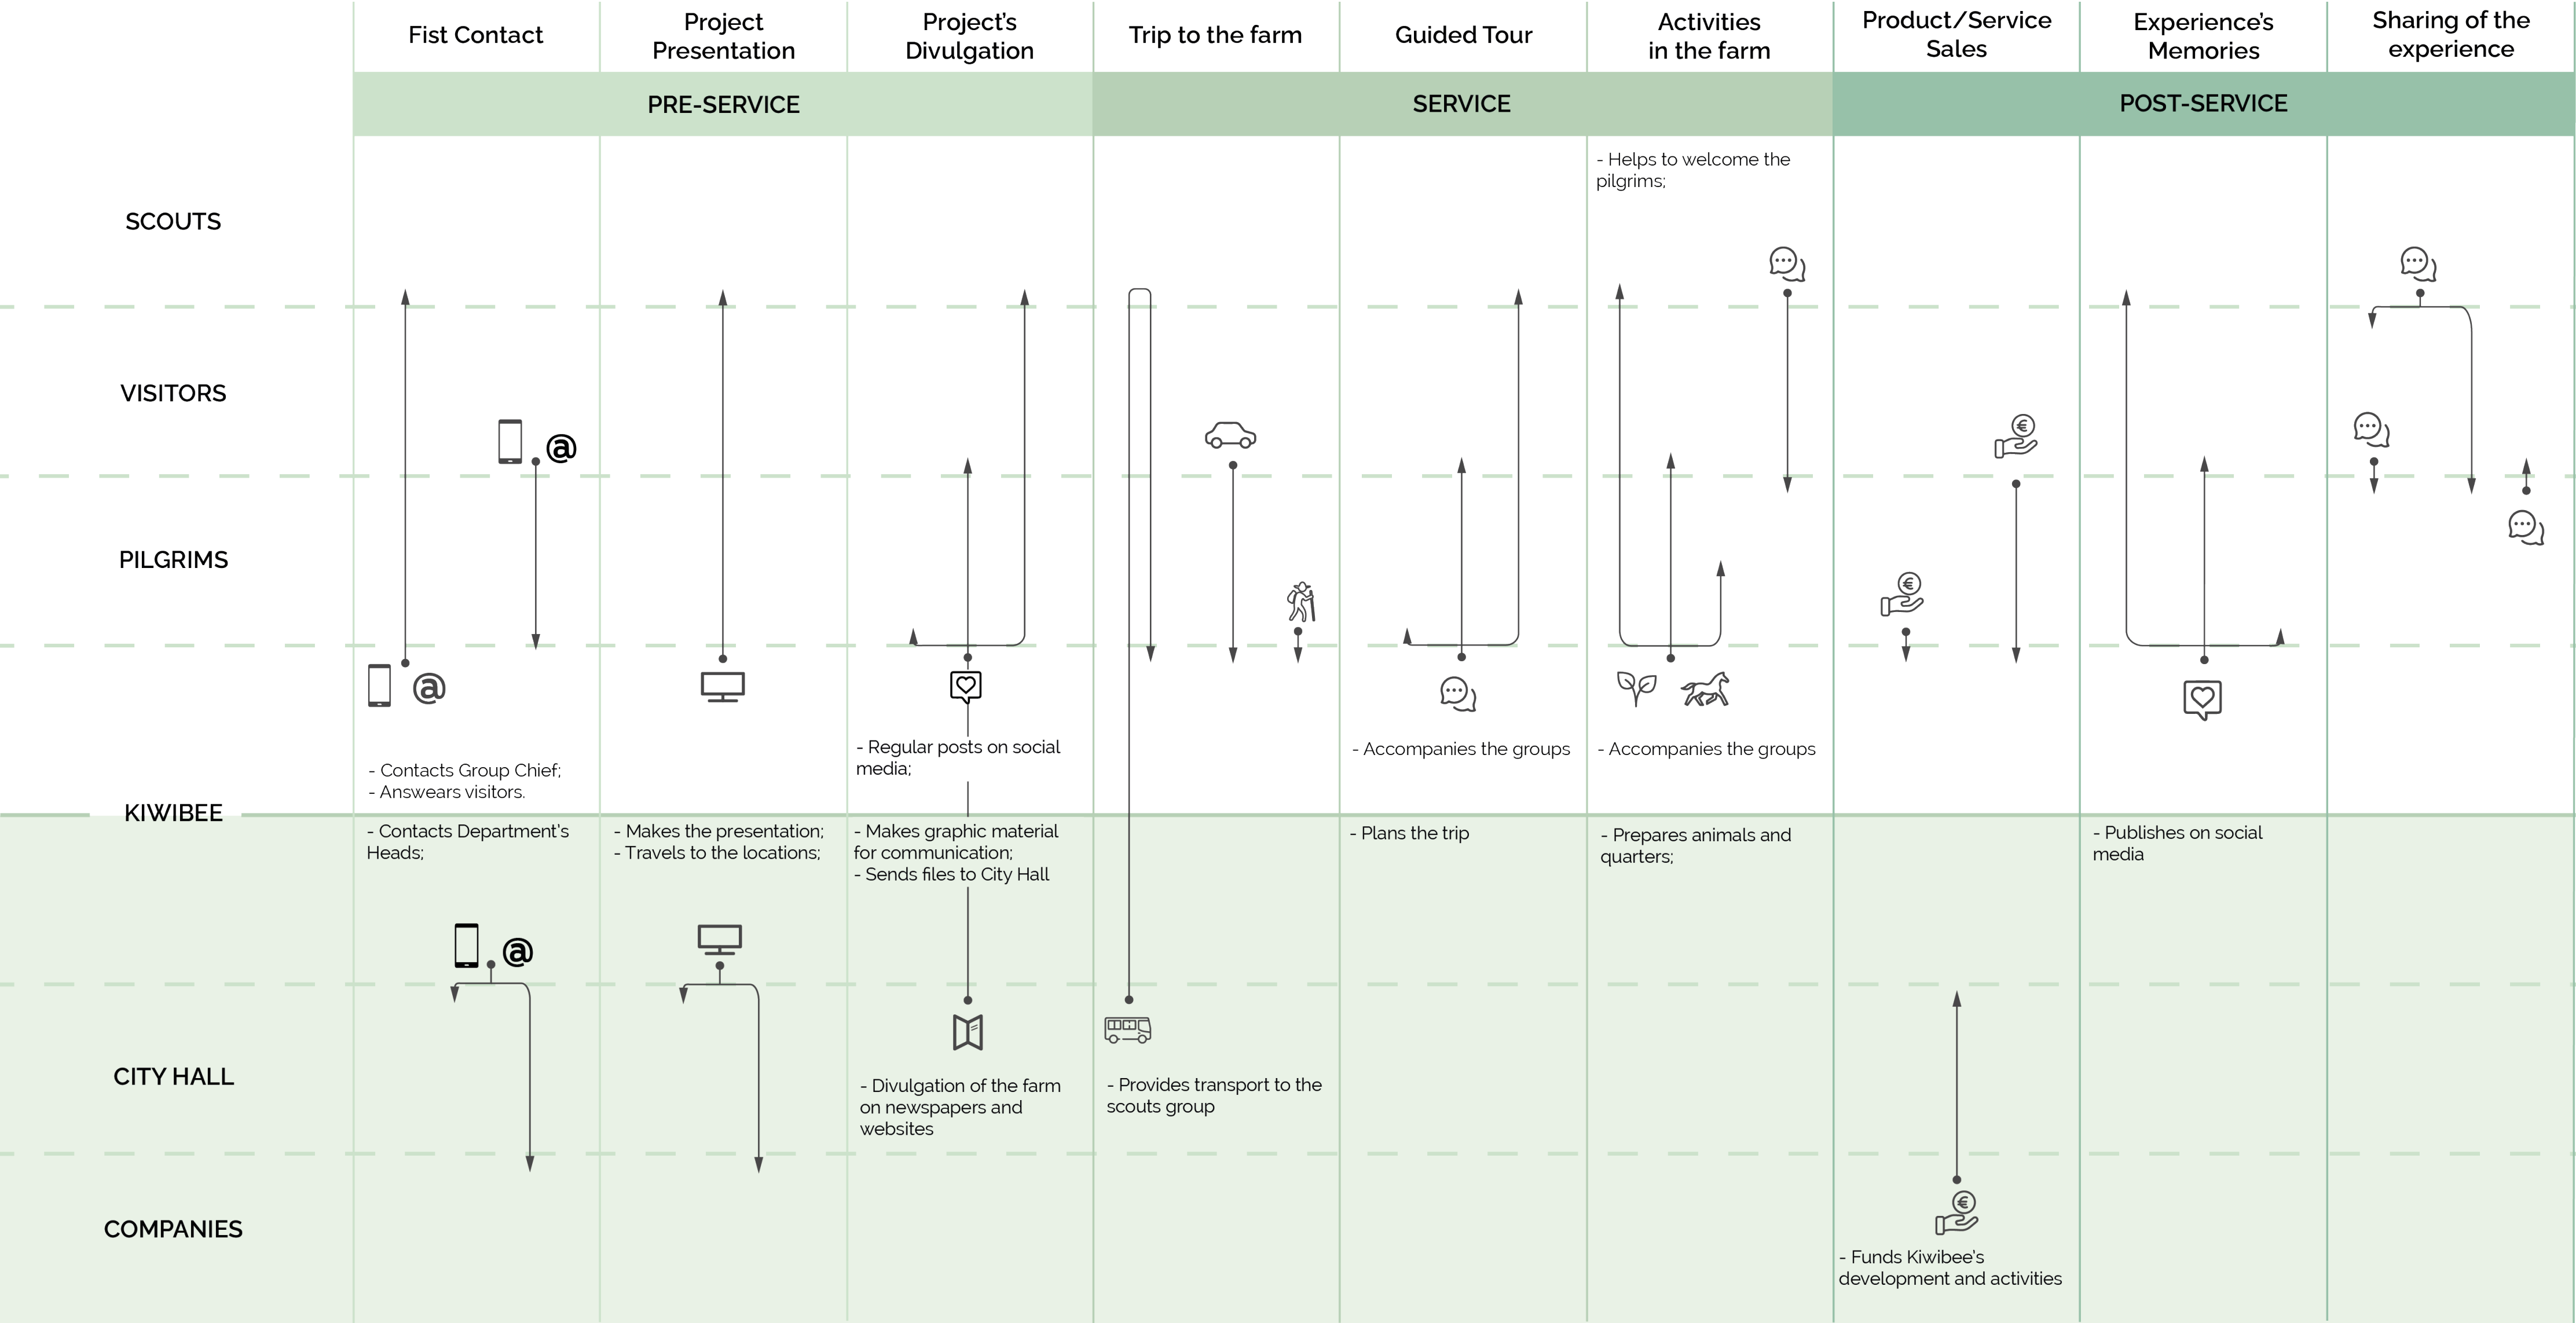 Fist Contact
Project
Presentation
Project's
Divulgation
Trip to the farm
Guided Tour
Activities
in the farm
Product/Service
Sales
Experience's
Memories
Sharing of the
experience
PRE-SERVICE
SERVICE
POST-SERVICE
SCOUTS
- Helps to welcome the
pilgrims;
VISITORS
@
€
PILGRIMS
€
@
- Contacts Group Chief;
- Answears visitors.
- Regular posts on social
media;
- Accompanies the groups
- Accompanies the groups
KIWIBEE
- Contacts Department's
Heads;
- Makes the presentation;
- Travels to the locations;
- Makes graphic material
for communication;
- Sends files to City Hall
- Plans the trip
- Prepares animals and
quarters;
- Publishes on social
media
@
CITY HALL
- Divulgation of the farm
on newspapers and
websites
- Provides transport to the
scouts group
COMPANIES
€
- Funds Kiwibee's
development and activities